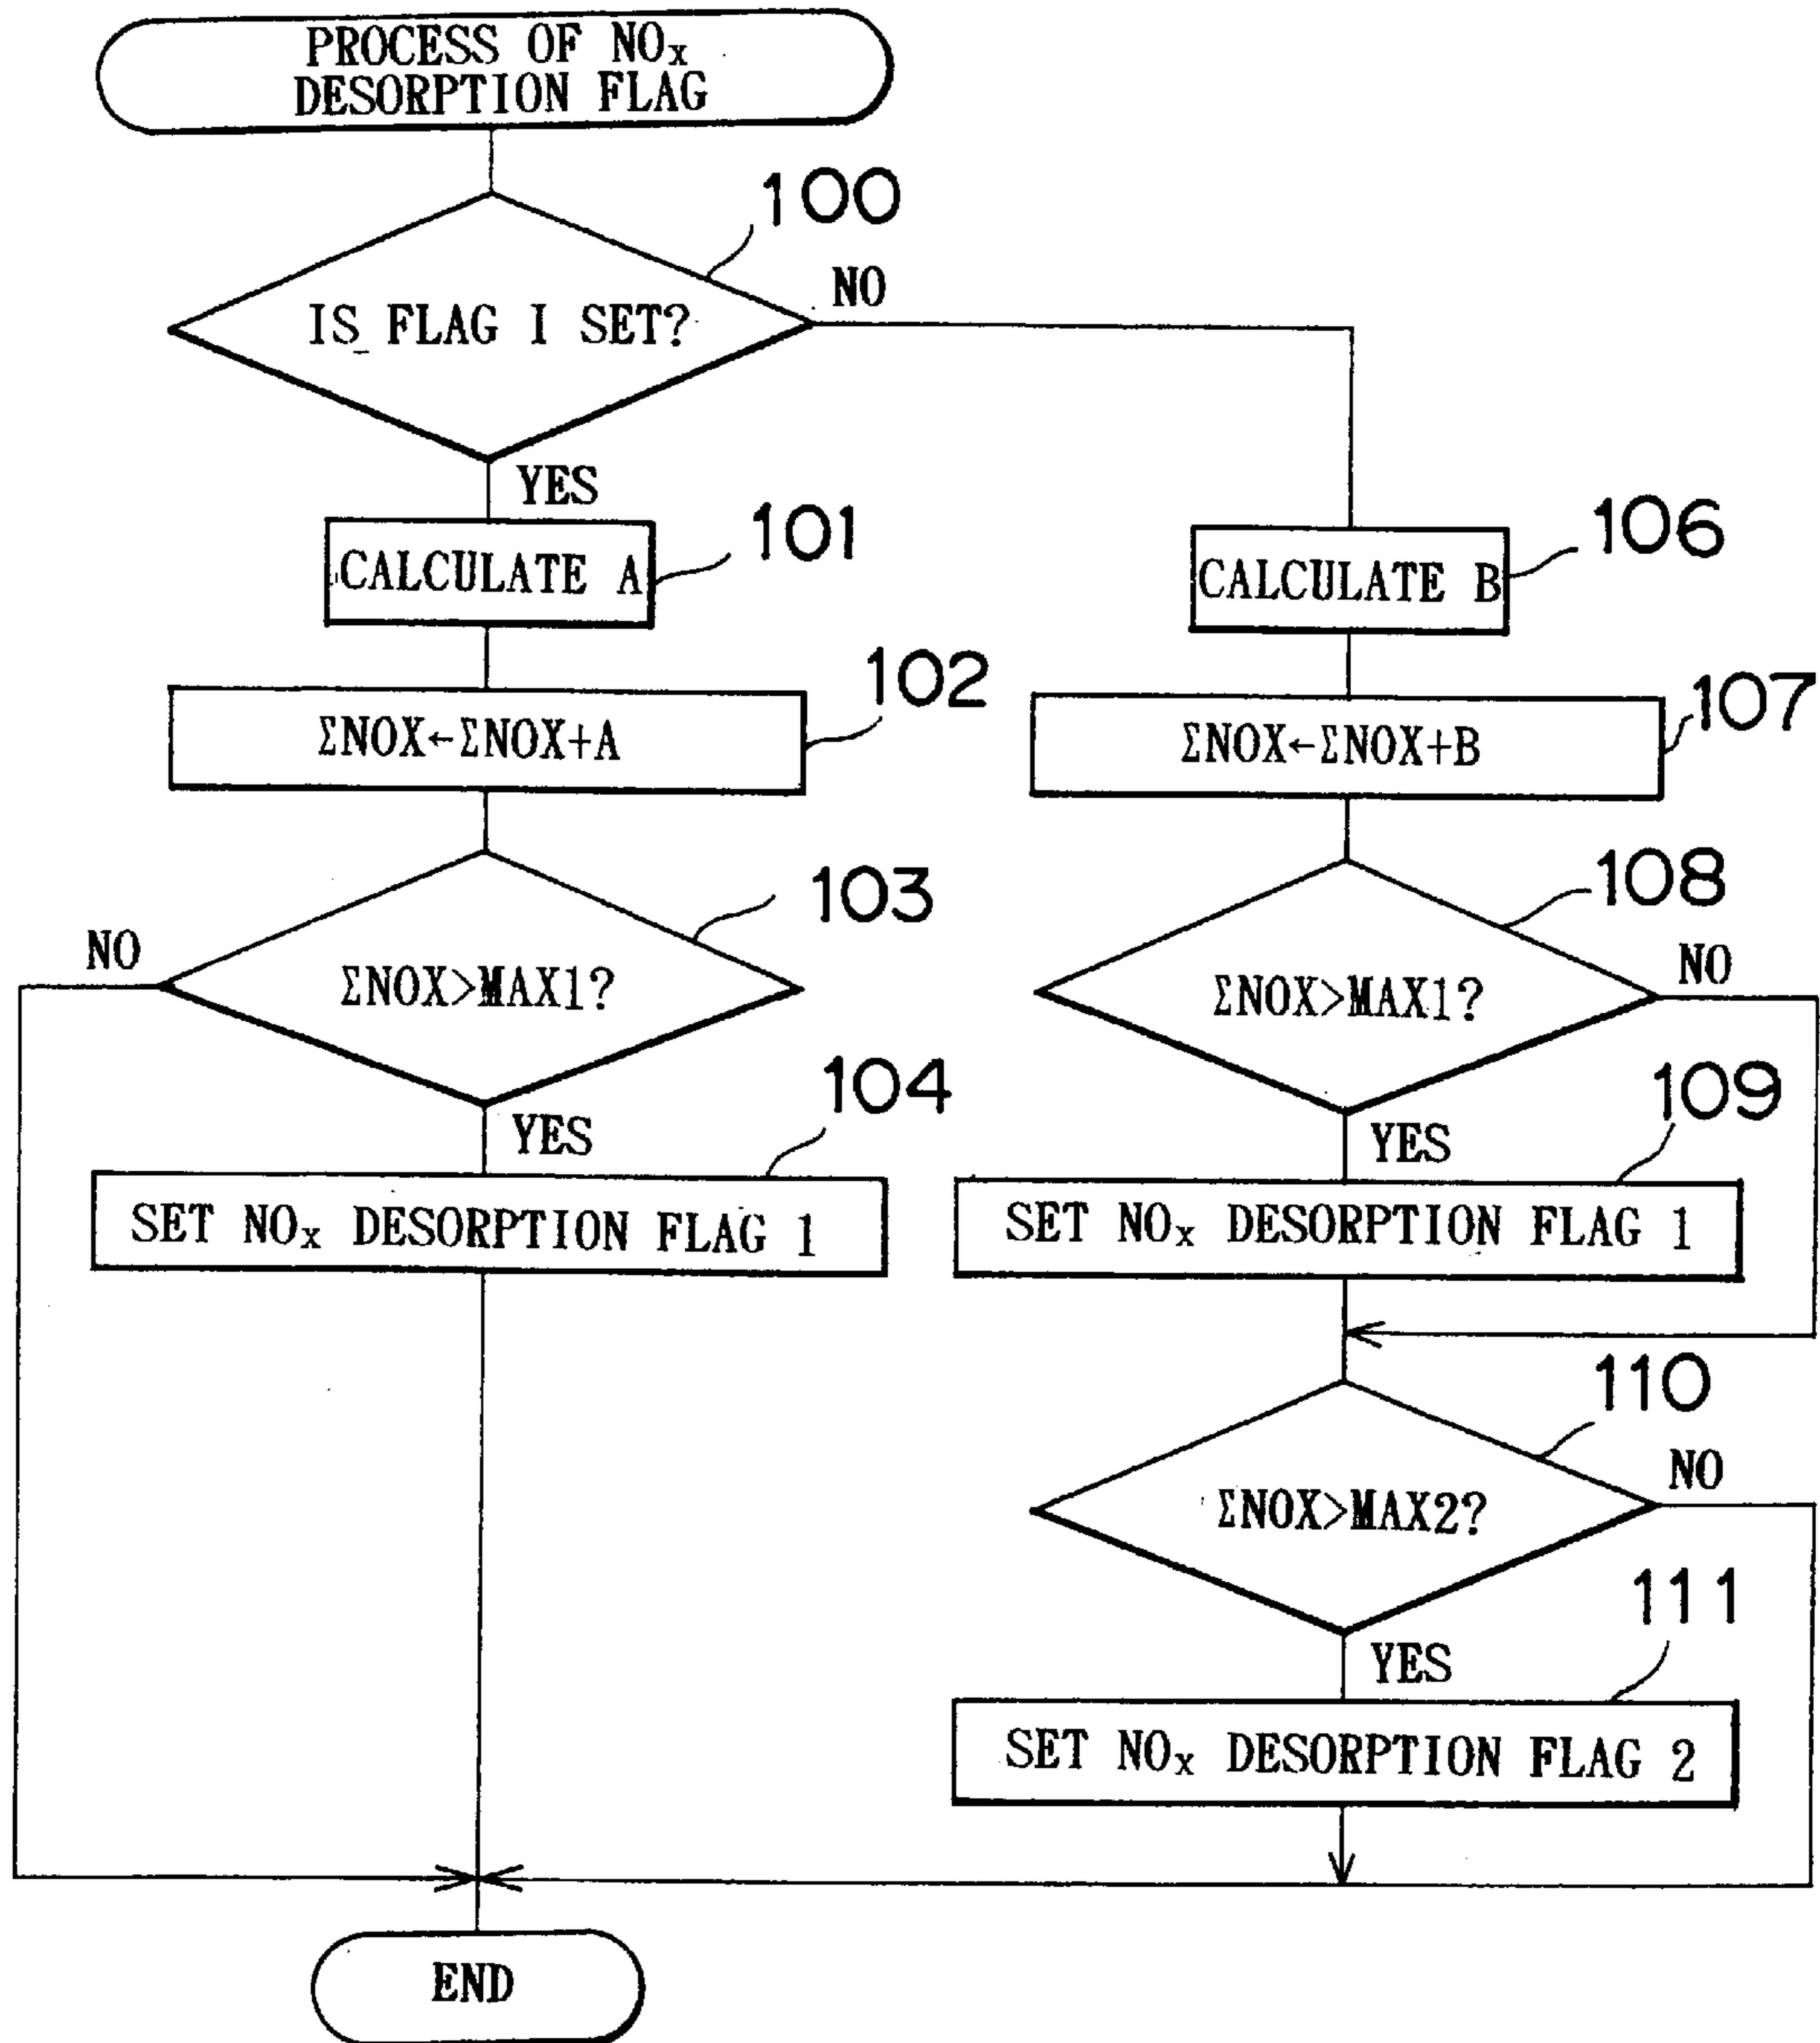 PROCESS OF NOx
DESORPTION FLAG
100
IS FLAG I SET?
NO
YES
CALCULATE A
101
ΣNOX←ΣNOX+A
102
ΣNOX>MAX1?
103
NO
YES
104
SET NOx DESORPTION FLAG 1
CALCULATE B
106
ΣNOX←ΣNOX+B
107
ΣNOX>MAX1?
108
NO
YES
109
SET NOx DESORPTION FLAG 1
110
ΣNOX>MAX2?
NO
YES
111
SET NOx DESORPTION FLAG 2
END